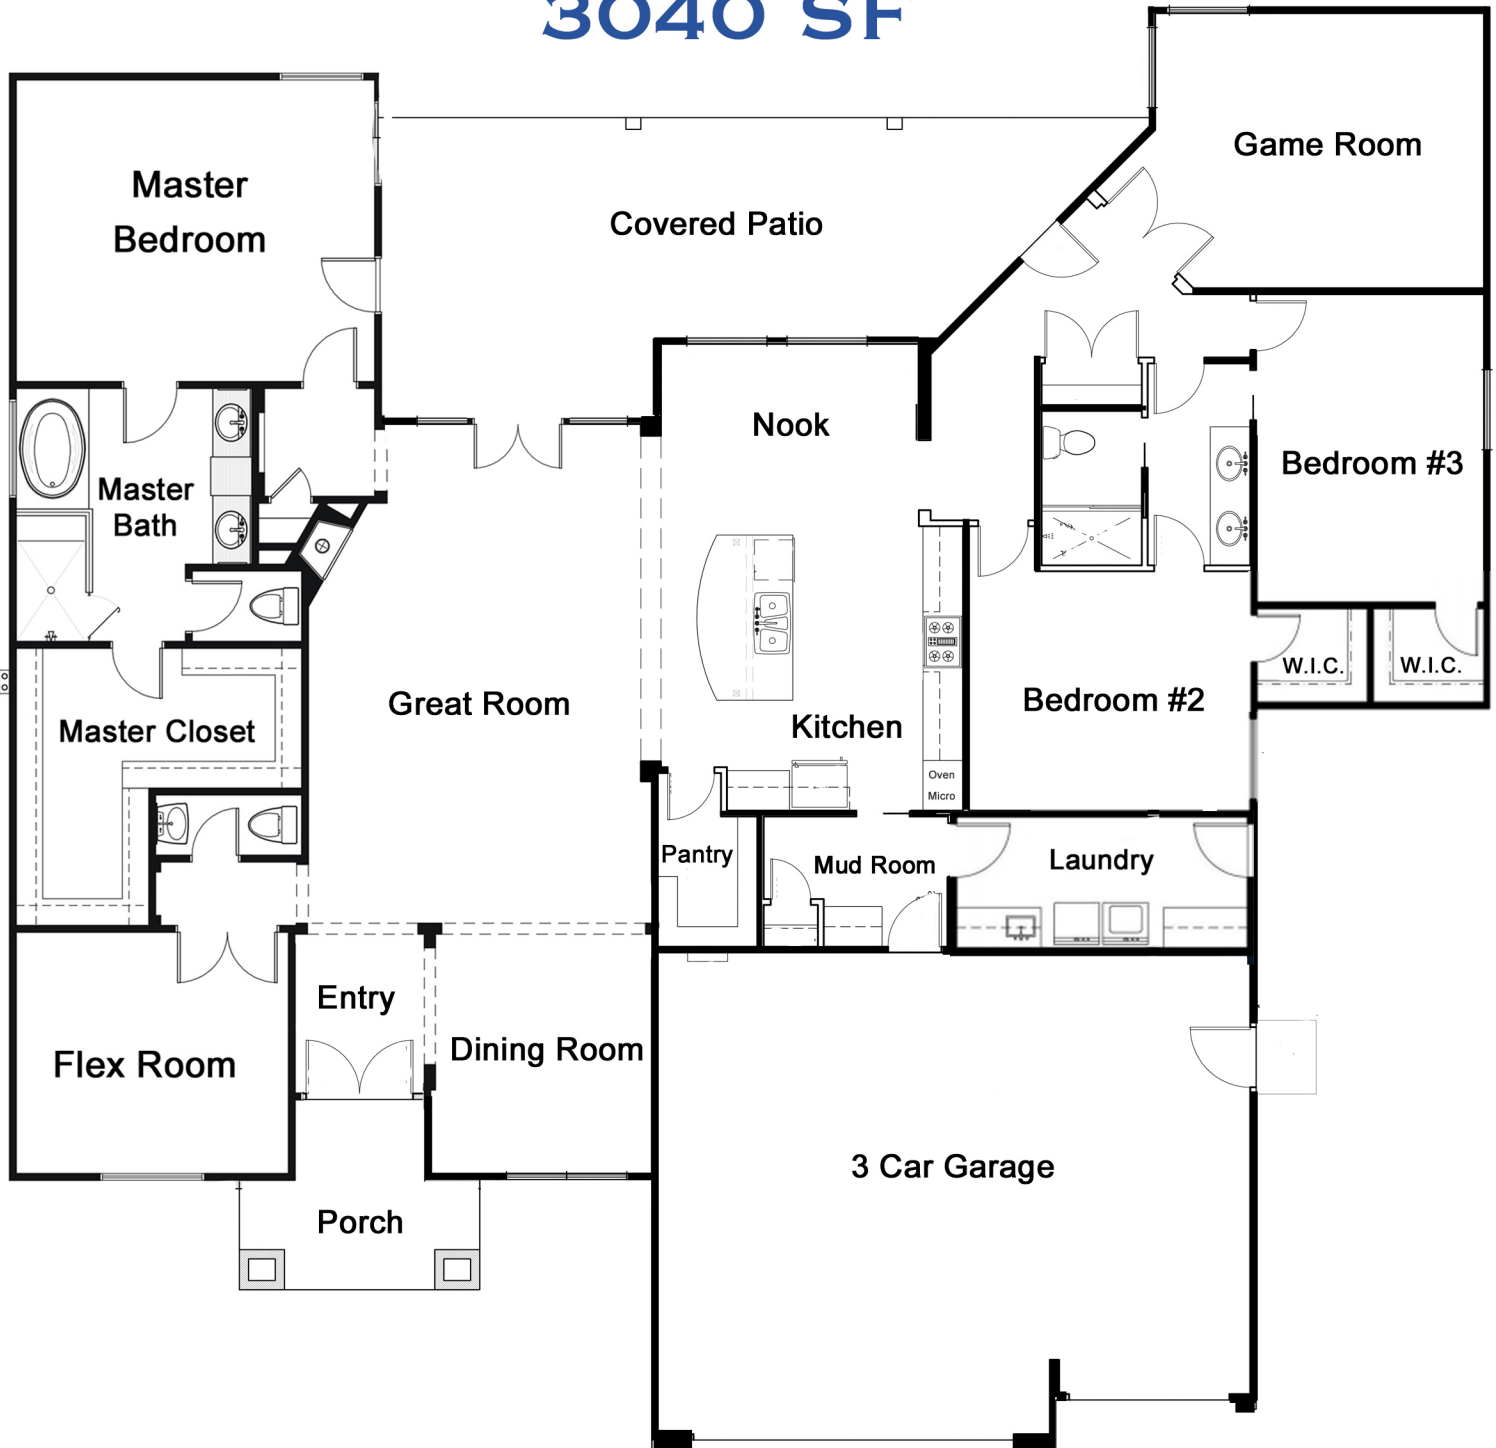 3040 SF
Master
Bedroom
Game Room
Covered Patio
Nook
Bedroom #3
Master
Bath
W.I.C.
W.I.C.
Great Room
Bedroom #2
Master Closet
Kitchen
Oven
Micro
Pantry
Mud Room
Laundry
Entry
Flex Room
Dining Room
3 Car Garage
Porch